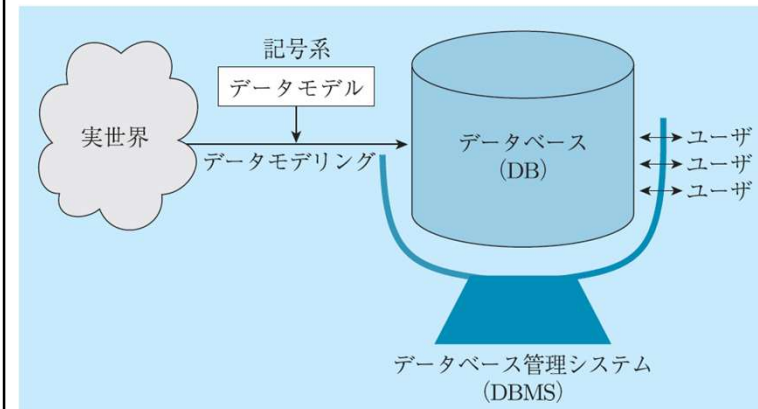 記号系
データモデル
実世界
データモデリング
データベース
(DB)
ユーザ
ユーザ
ユーザ
データベース管理システム
(DBMS)